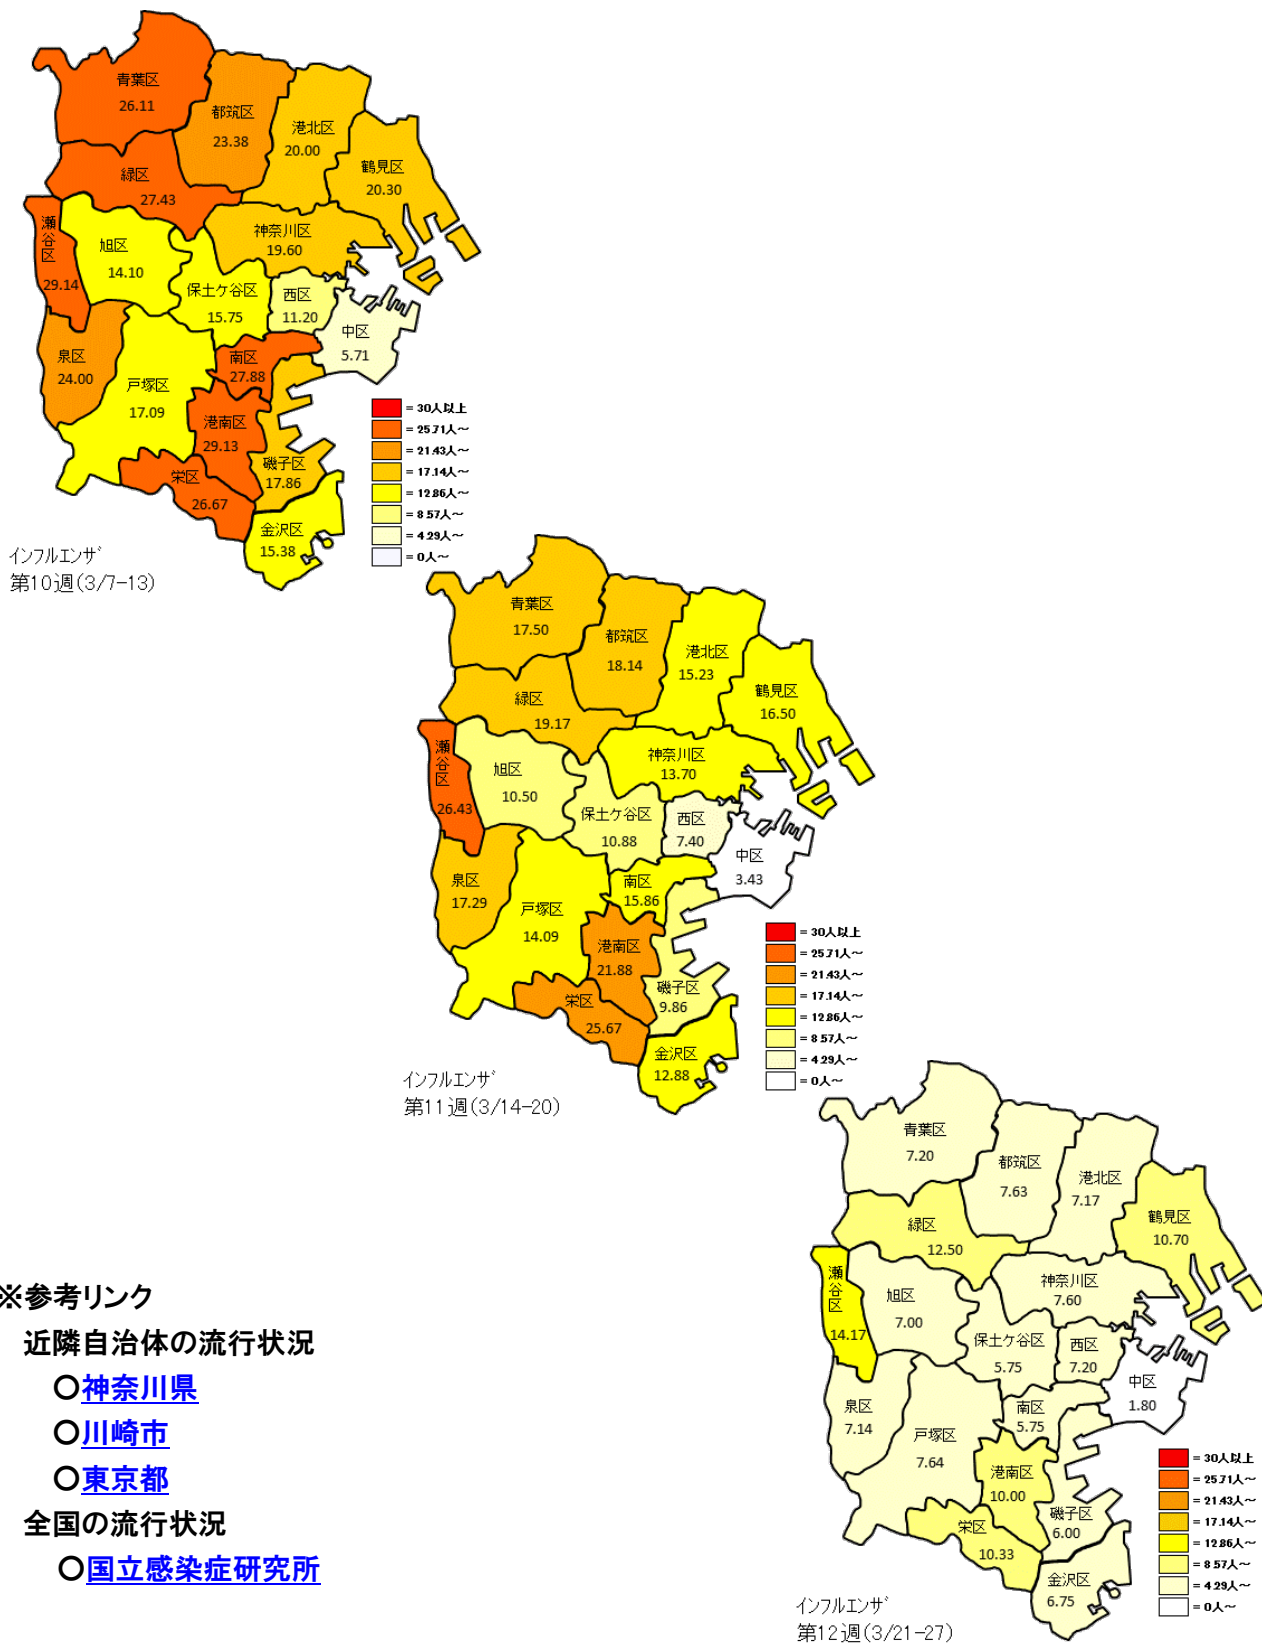 青葉区
26.11
都筑区
23.38
港北区
20.00
鶴見区
20.30
緑区
27.43
瀬谷区
29.14
旭区
14.10
神奈川区
19.60
保土ケ谷区
15.75
西区
11.20
中区
5.71
泉区
24.00
戸塚区
17.09
南区
27.88
港南区
29.13
磯子区
17.86
栄区
26.67
金沢区
15.38
= 30人以上
= 25.71人～
= 21.43人～
= 17.14人～
= 12.86人～
= 8.57人～
= 4.29人～
= 0人～
インフルエンザ
第10週(3/7-13)
青葉区
17.50
都筑区
18.14
港北区
15.23
鶴見区
16.50
緑区
19.17
瀬谷区
26.43
旭区
10.50
神奈川区
13.70
保土ケ谷区
10.88
西区
7.40
中区
3.43
泉区
17.29
戸塚区
14.09
南区
15.86
港南区
21.88
磯子区
9.86
栄区
25.67
金沢区
12.88
= 30人以上
= 25.71人～
= 21.43人～
= 17.14人～
= 12.86人～
= 8.57人～
= 4.29人～
= 0人～
インフルエンザ
第11週(3/14-20)
青葉区
7.20
都筑区
7.63
港北区
7.17
鶴見区
10.70
緑区
12.50
瀬谷区
14.17
旭区
7.00
神奈川区
7.60
保土ケ谷区
5.75
西区
7.20
中区
1.80
泉区
7.14
戸塚区
7.64
南区
5.75
港南区
10.00
磯子区
6.00
栄区
10.33
金沢区
6.75
= 30人以上
= 25.71人～
= 21.43人～
= 17.14人～
= 12.86人～
= 8.57人～
= 4.29人～
= 0人～
インフルエンザ
第12週(3/21-27)
※参考リンク
近隣自治体の流行状況
○神奈川県
○川崎市
○東京都
全国の流行状況
○国立感染症研究所